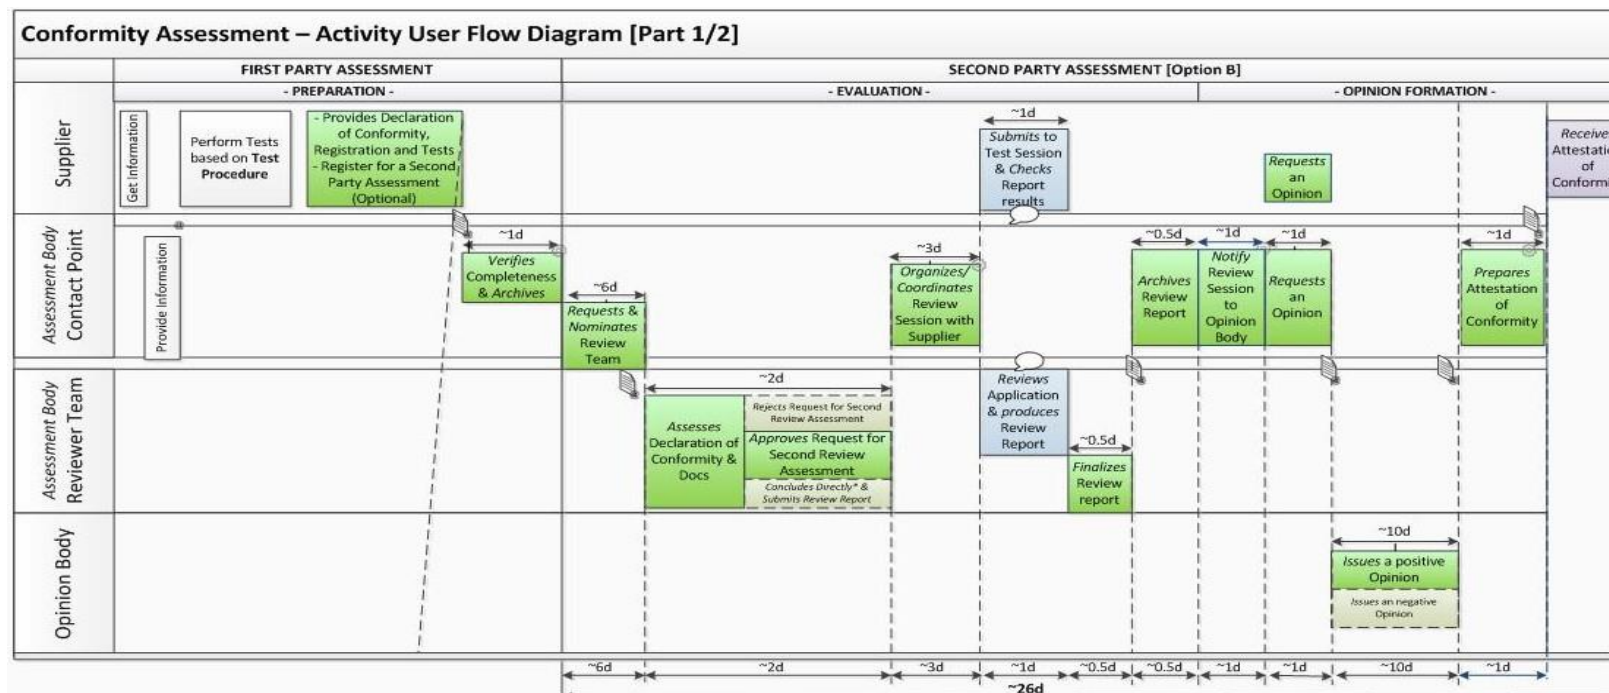 Conformity Assessment – Activity User Flow Diagram [Part 1/2]
FIRST PARTY ASSESSMENT
SECOND PARTY ASSESSMENT [Option B]
- PREPARATION -
- EVALUATION -
- OPINION FORMATION -
Supplier
Get Information
Perform Tests
based on Test
Procedure
- Provides Declaration
of Conformity,
Registration and Tests
- Register for a Second
Party Assessment
(Optional)
~1d
Submits to
Test Session
& Checks
Report
results
Requests
an
Opinion
Receive
Attestati
of
Conformi
Assessment Body
Contact Point
Provide Information
~1d
Verifies
Completeness
& Archives
~6d
Requests &
Nominates
Review
Team
~3d
Organizes/
Coordinates
Review
Session with
Supplier
~0.5d
Archives
Review
Report
~1d
Notify
Review
Session
to
Opinion
Body
~1d
Requests
an
Opinion
~1d
Prepares
Attestation
of
Conformity
Assessment Body
Reviewer Team
~2d
Assesses
Declaration of
Conformity &
Docs
Rejects Request for Second
Review Assessment
Approves Request for
Second Review
Assessment
Concludes Directly* &
Submits Review Report
Reviews
Application
& produces
Review
Report
~0.5d
Finalizes
Review
report
Opinion Body
~10d
Issues a positive
Opinion
Issues an negative
Opinion
~6d
~2d
~3d
~1d
~0.5d
~0.5d
~1d
~1d
~10d
~1d
~26d